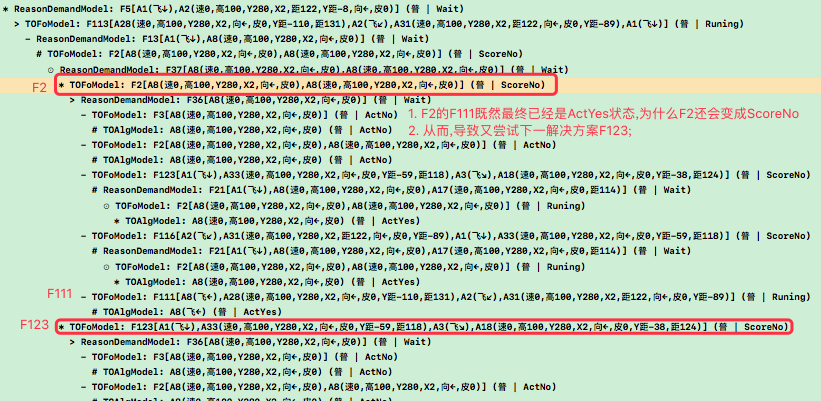 * ReasonDemandModel: F5[A1(飞↓),A2(速0,高100,Y280,X2,距122,皮0,Y距-8,皮0)] (普 | Wait)
> TOFoModel: F113[A28(速0,高100,Y280,X2,向←,皮0,Y距-110,距131),A2(飞↙),A31(速0,高100,Y280,X2,距122,向←,皮0,Y距-89),A1(飞↓)] (普 | Runing)
− ReasonDemandModel: F13[A1(飞↓),A8(速0,高100,Y280,X2,向←,皮0)] (普 | Wait)
# TOFoModel: F2[A8(速0,高100,Y280,X2,向←,皮0),A8(速0,高100,Y280,X2,向←,皮0)] (普 | ScoreNo)
⊙ ReasonDemandModel: F37[A8(速0,高100,Y280,X2,向←,皮0),A8(速0,高100,Y280,X2,向←,皮0)] (普 | Wait)
F2 * TOFoModel: F2[A8(速0,高100,Y280,X2,向←,皮0),A8(速0,高100,Y280,X2,向←,皮0)] (普 | ScoreNo)
> ReasonDemandModel: F36[A8(速0,高100,Y280,X2,向←,皮0)] (普 | Wait)
− TOFoModel: F3[A8(速0,高100,Y280,X2,向←,皮0)] (普 | ActNo) 1. F2的F111既然最终已经是ActYes状态,为什么F2还会变成ScoreNo
# TOAlgModel: A8(速0,高100,Y280,X2,向←,皮0) (普 | ActNo) 2. 从而,导致又尝试下一解决方案F123;
− TOFoModel: F2[A8(速0,高100,Y280,X2,向←,皮0),A8(速0,高100,Y280,X2,向←,皮0)] (普 | ActNo)
# TOAlgModel: A8(速0,高100,Y280,X2,向←,皮0) (普 | ActNo)
− TOFoModel: F123[A1(飞↓),A33(速0,高100,Y280,X2,向←,皮0,Y距-59,距118),A3(飞↘),A18(速0,高100,Y280,X2,向←,皮0,Y距-38,距124)] (普 | ScoreNo)
# ReasonDemandModel: F21[A1(飞↓),A8(速0,高100,Y280,X2,向←,皮0),A17(速0,高100,Y280,X2,向←,皮0,距114)] (普 | Wait)
⊙ TOFoModel: F2[A8(速0,高100,Y280,X2,向←,皮0),A8(速0,高100,Y280,X2,向←,皮0)] (普 | Runing)
* TOAlgModel: A8(速0,高100,Y280,X2,向←,皮0) (普 | ActYes)
− TOFoModel: F116[A2(飞↙),A31(速0,高100,Y280,X2,距122,向←,皮0,Y距-89),A1(飞↓),A33(速0,高100,Y280,X2,向←,皮0,Y距-59,距118)] (普 | ScoreNo)
# ReasonDemandModel: F21[A1(飞↓),A8(速0,高100,Y280,X2,向←,皮0),A17(速0,高100,Y280,X2,向←,皮0,距114)] (普 | Wait)
⊙ TOFoModel: F2[A8(速0,高100,Y280,X2,向←,皮0),A8(速0,高100,Y280,X2,向←,皮0)] (普 | Runing)
* TOAlgModel: A8(速0,高100,Y280,X2,向←,皮0) (普 | ActYes)
F111 − TOFoModel: F111[A8(飞←),A28(速0,高100,Y280,X2,向←,皮0,Y距-110,距131),A2(飞↙),A31(速0,高100,Y280,X2,距122,向←,皮0,Y距-89)] (普 | Runing)
# TOAlgModel: A8(飞←) (普 | ActYes)
F123 * TOFoModel: F123[A1(飞↓),A33(速0,高100,Y280,X2,向←,皮0,Y距-59,距118),A3(飞↘),A18(速0,高100,Y280,X2,向←,皮0,Y距-38,距124)] (普 | ScoreNo)
> ReasonDemandModel: F36[A8(速0,高100,Y280,X2,向←,皮0)] (普 | Wait)
− TOFoModel: F3[A8(速0,高100,Y280,X2,向←,皮0)] (普 | ActNo)
# TOAlgModel: A8(速0,高100,Y280,X2,向←,皮0) (普 | ActNo)
− TOFoModel: F2[A8(速0,高100,Y280,X2,向←,皮0),A8(速0,高100,Y280,X2,向←,皮0)] (普 | ActNo)